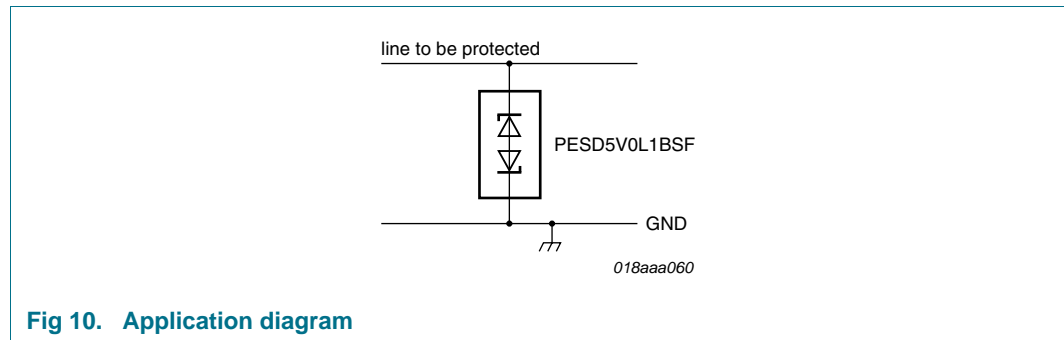 line to be protected
PESD5V0L1BSF
GND
018aaa060
Fig 10. Application diagram